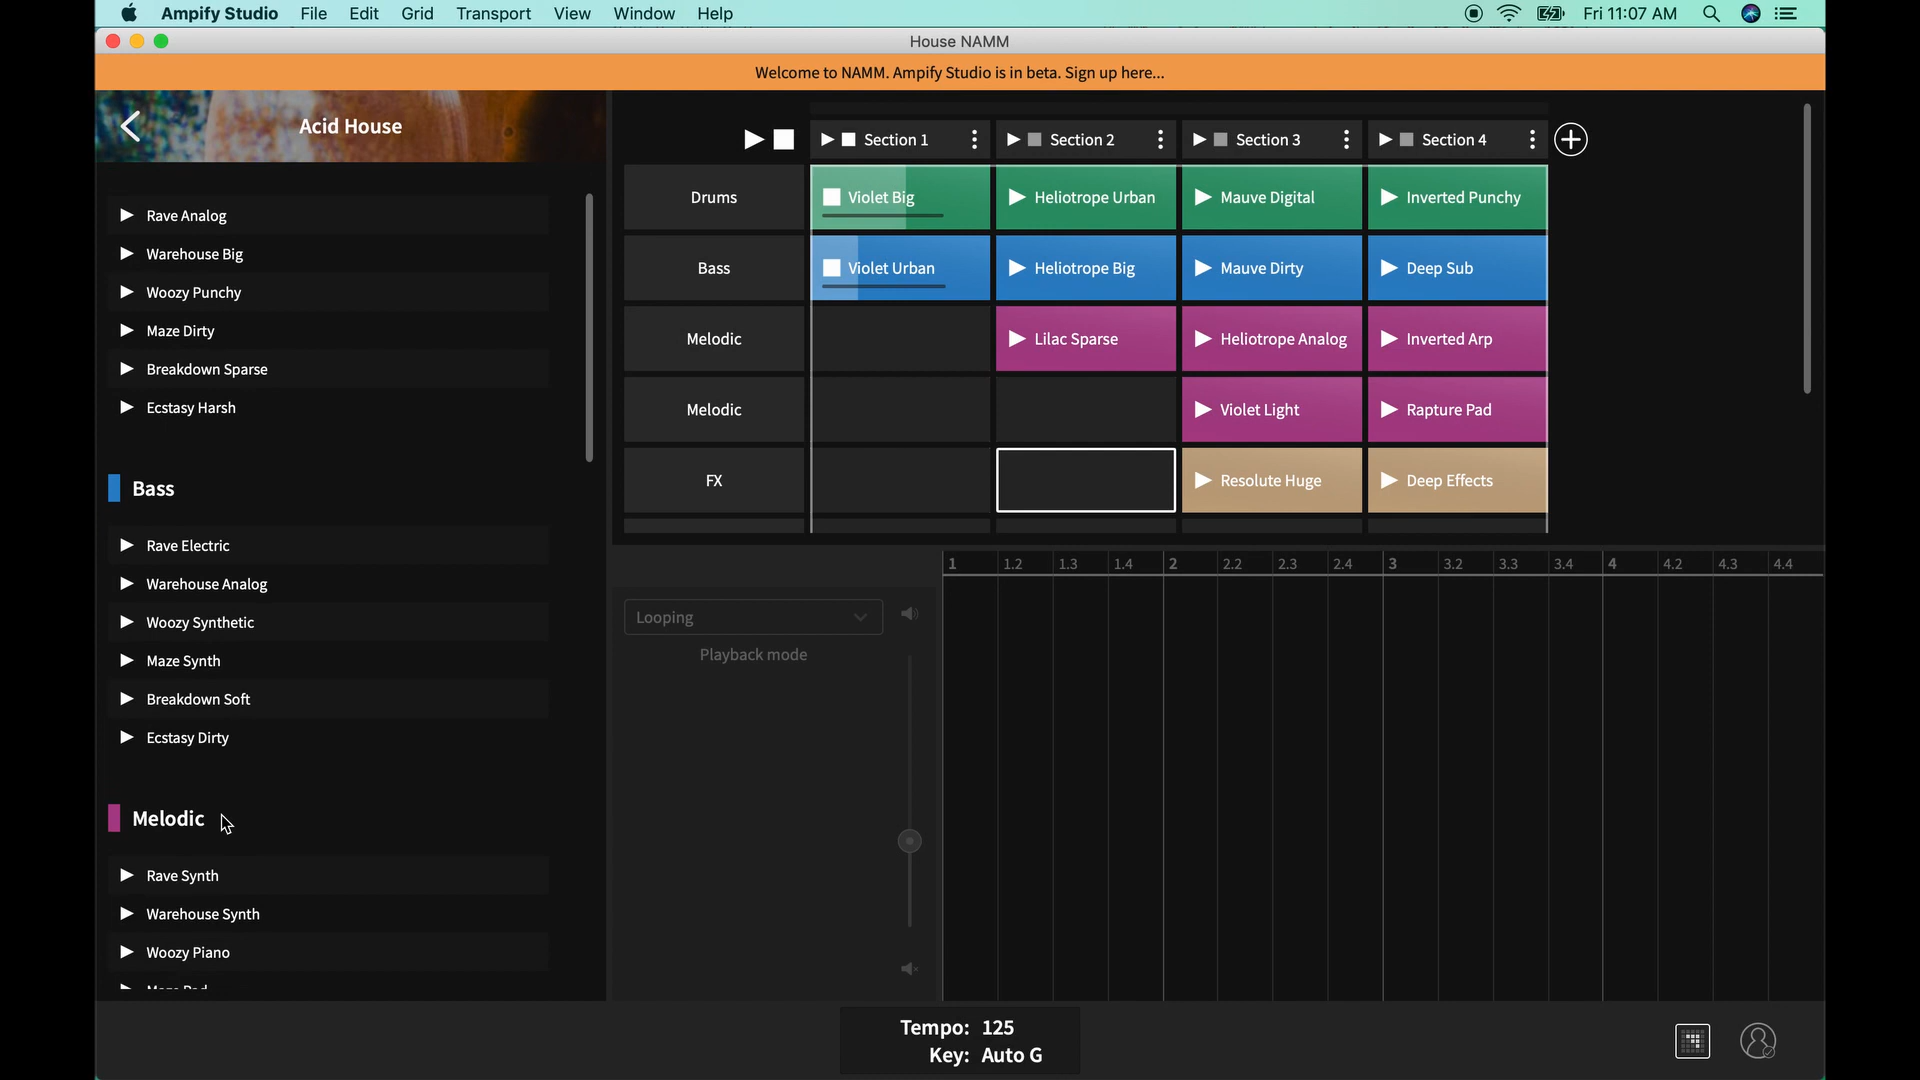 Ampify Studio File Edit Grid Transport View Window Help Fri 11:07 AM
House NAMM
Welcome to NAMM. Ampify Studio is in beta. Sign up here...
Acid House
Rave Analog
Warehouse Big
Woozy Punchy
Maze Dirty
Breakdown Sparse
Ecstasy Harsh
Bass
Rave Electric
Warehouse Analog
Woozy Synthetic
Maze Synth
Breakdown Soft
Ecstasy Dirty
Melodic
Rave Synth
Warehouse Synth
Woozy Piano
Maze Pad
Section 1 Section 2 Section 3 Section 4
Drums Violet Big Heliotrope Urban Mauve Digital Inverted Punchy
Bass Violet Urban Heliotrope Big Mauve Dirty Deep Sub
Melodic Lilac Sparse Heliotrope Analog Inverted Arp
Melodic Violet Light Rapture Pad
FX Resolute Huge Deep Effects
1 1.2 1.3 1.4 2 2.2 2.3 2.4 3 3.2 3.3 3.4 4 4.2 4.3 4.4
Looping
Playback mode
Tempo: 125
Key: Auto G